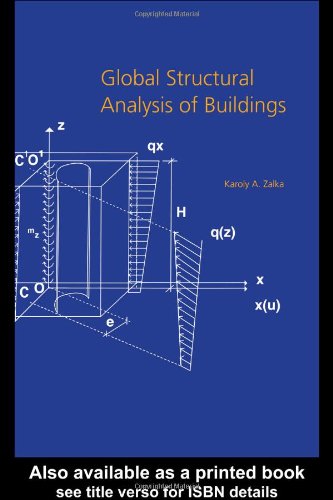 Global Structural
Analysis of Buildings
Karoly A. Zalka
z
C'O'
qx
m z
H
q(z)
C O
x
x(u)
e
Also available as a printed book
see title verso for ISBN details